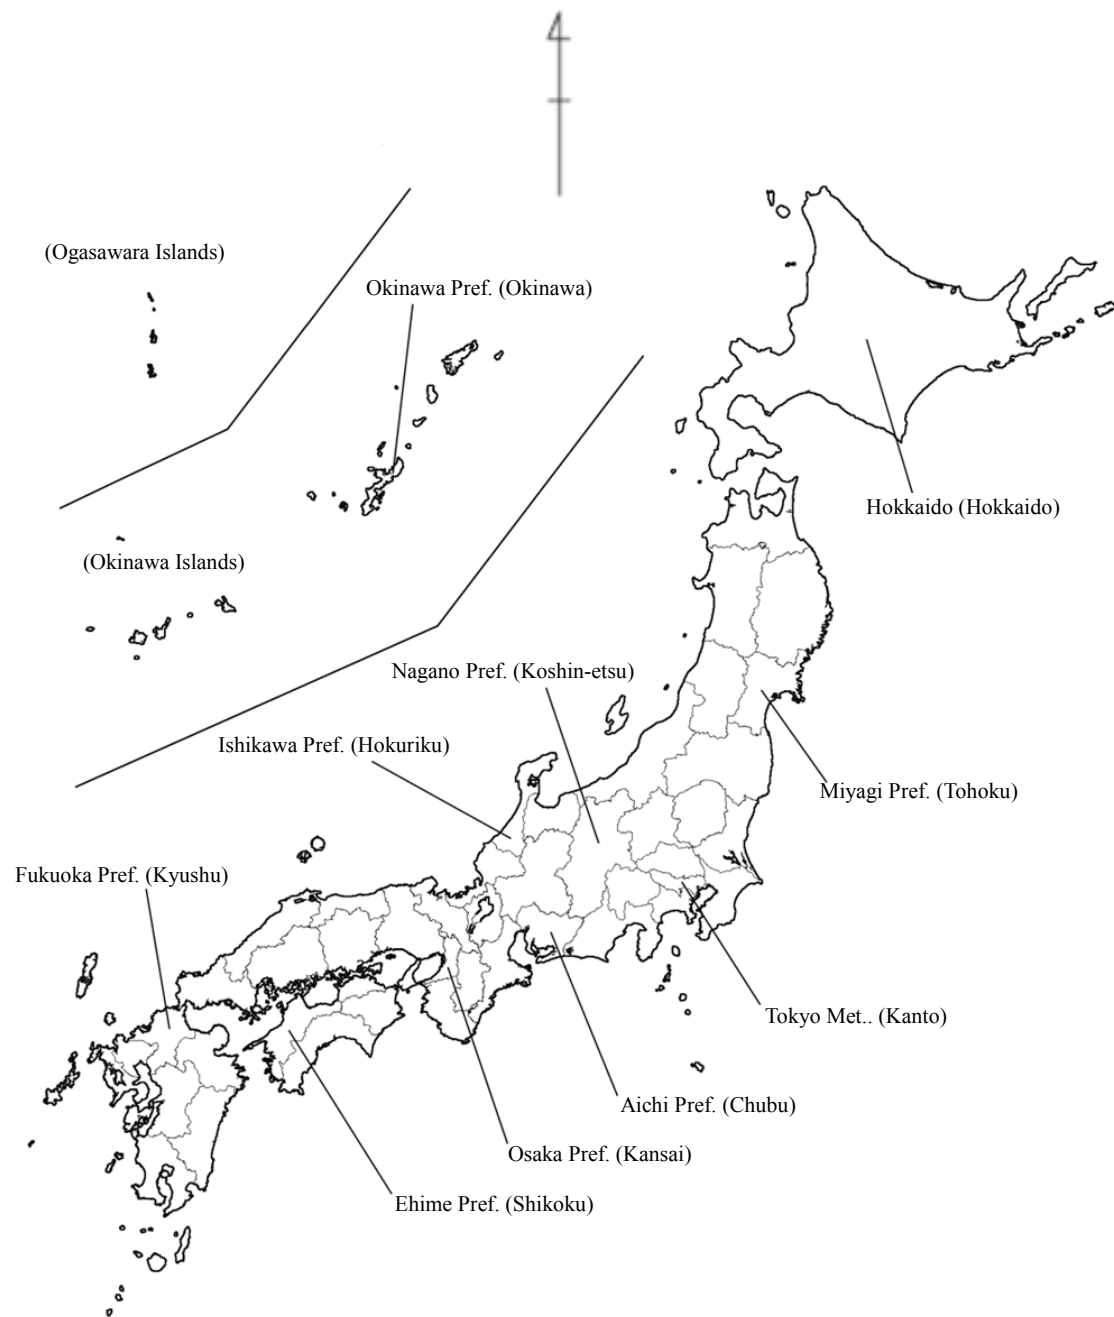 (Ogasawara Islands)
Okinawa Pref. (Okinawa)
Hokkaido (Hokkaido)
(Okinawa Islands)
Nagano Pref. (Koshin-etsu)
Ishikawa Pref. (Hokuriku)
Miyagi Pref. (Tohoku)
Fukuoka Pref. (Kyushu)
Tokyo Met.. (Kanto)
Aichi Pref. (Chubu)
Osaka Pref. (Kansai)
Ehime Pref. (Shikoku)